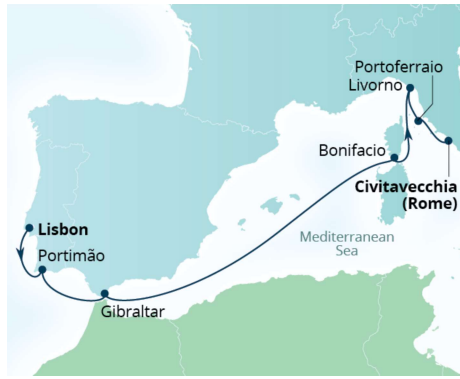 Portoferraio
Livorno
Bonifacio
Civitavecchia
(Rome)
Lisbon
Portimão
Mediterranean
Sea
Gibraltar